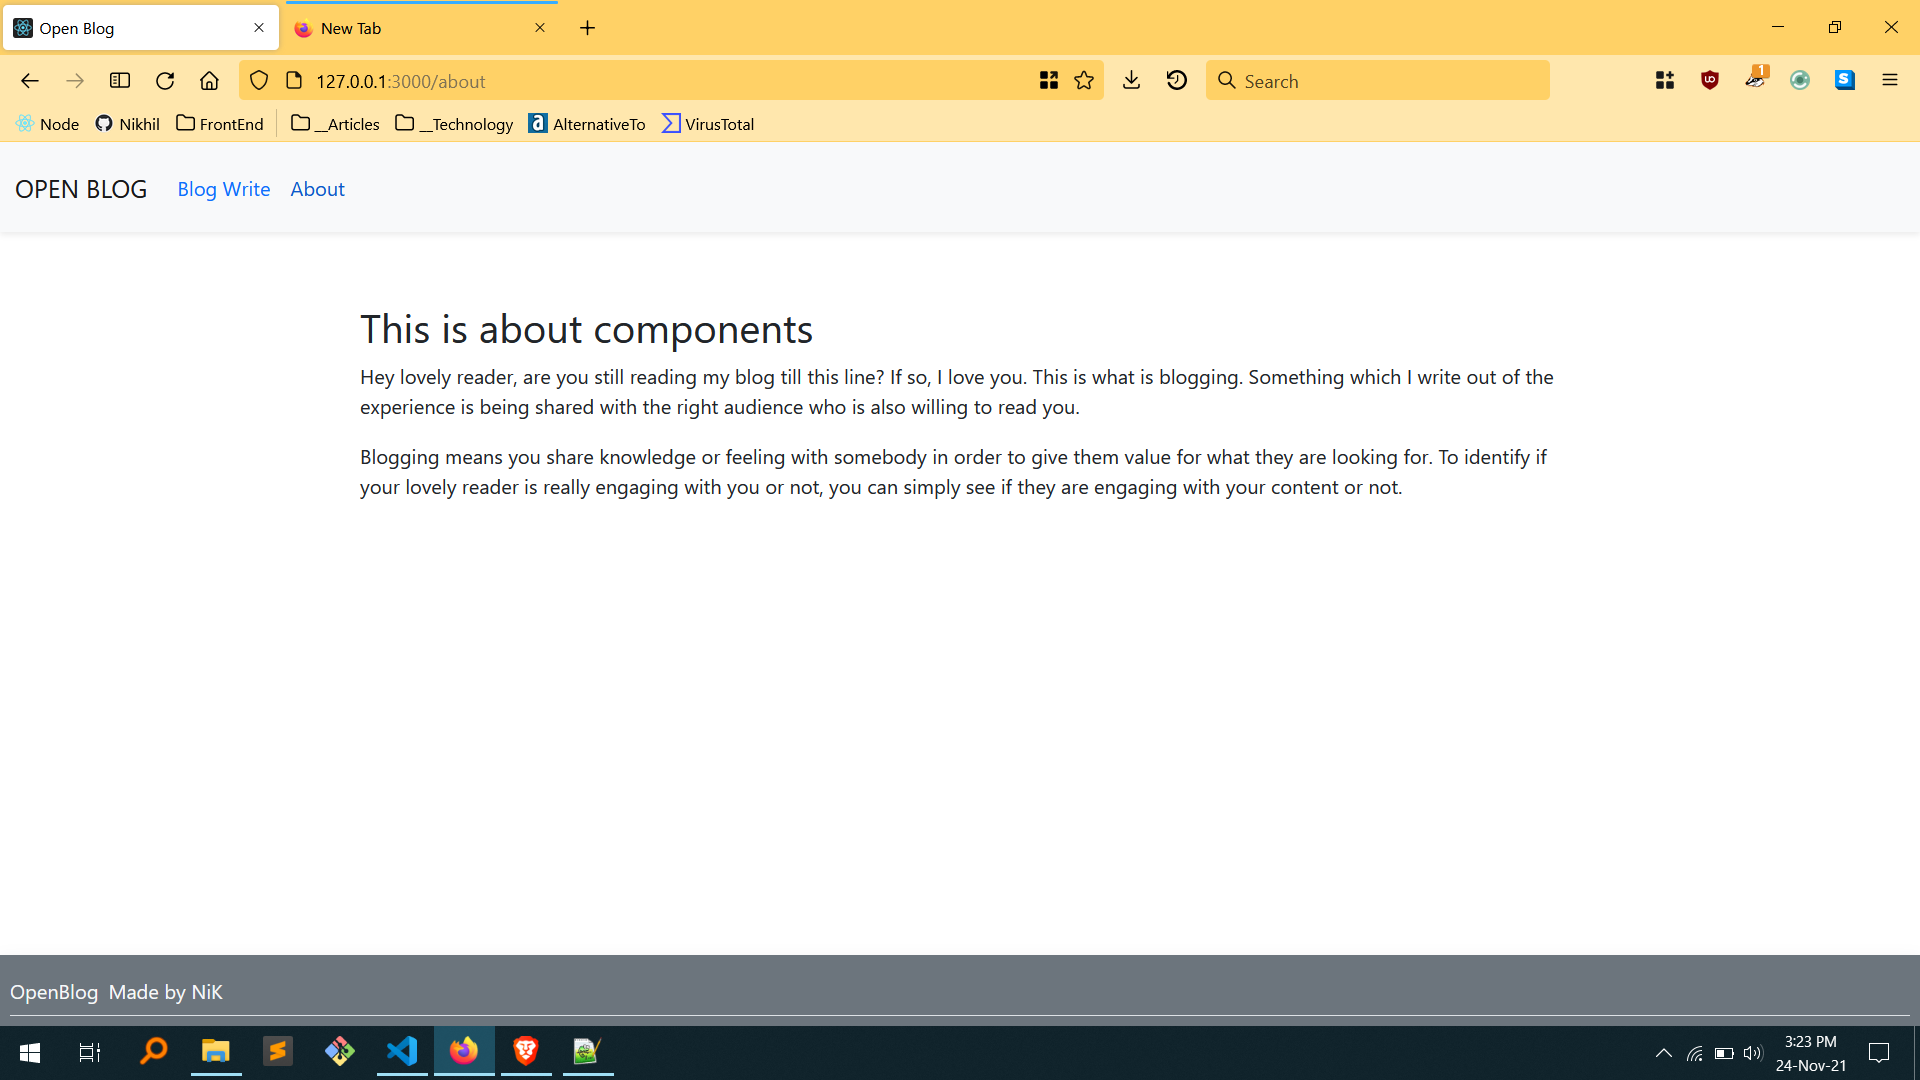 Open Blog
New Tab
127.0.0.1:3000/about
Search
1
Node
Nikhil
FrontEnd
__Articles
__Technology
AlternativeTo
VirusTotal
OPEN BLOG
Blog Write
About
This is about components
Hey lovely reader, are you still reading my blog till this line? If so, I love you. This is what is blogging. Something which I write out of the
experience is being shared with the right audience who is also willing to read you.
Blogging means you share knowledge or feeling with somebody in order to give them value for what they are looking for. To identify if
your lovely reader is really engaging with you or not, you can simply see if they are engaging with your content or not.
OpenBlog Made by NiK
3:23 PM
24-Nov-21